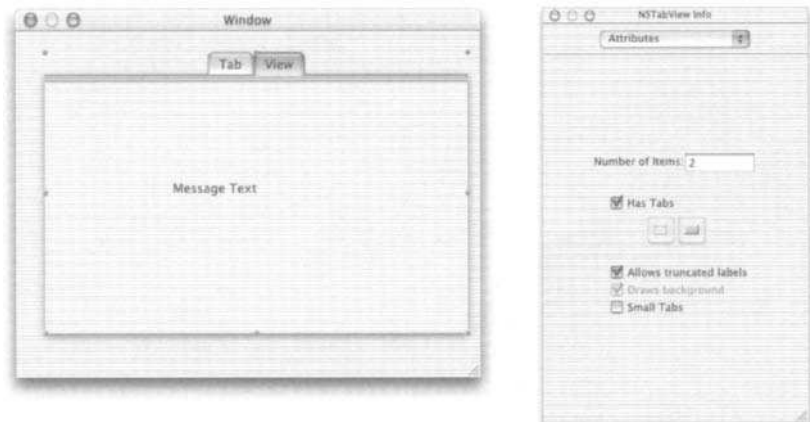 Window
Tab View
Message Text
NSTabView Info
Attributes
Number of Items: 2
Has Tabs
Allows truncated labels
Draws background
Small Tabs